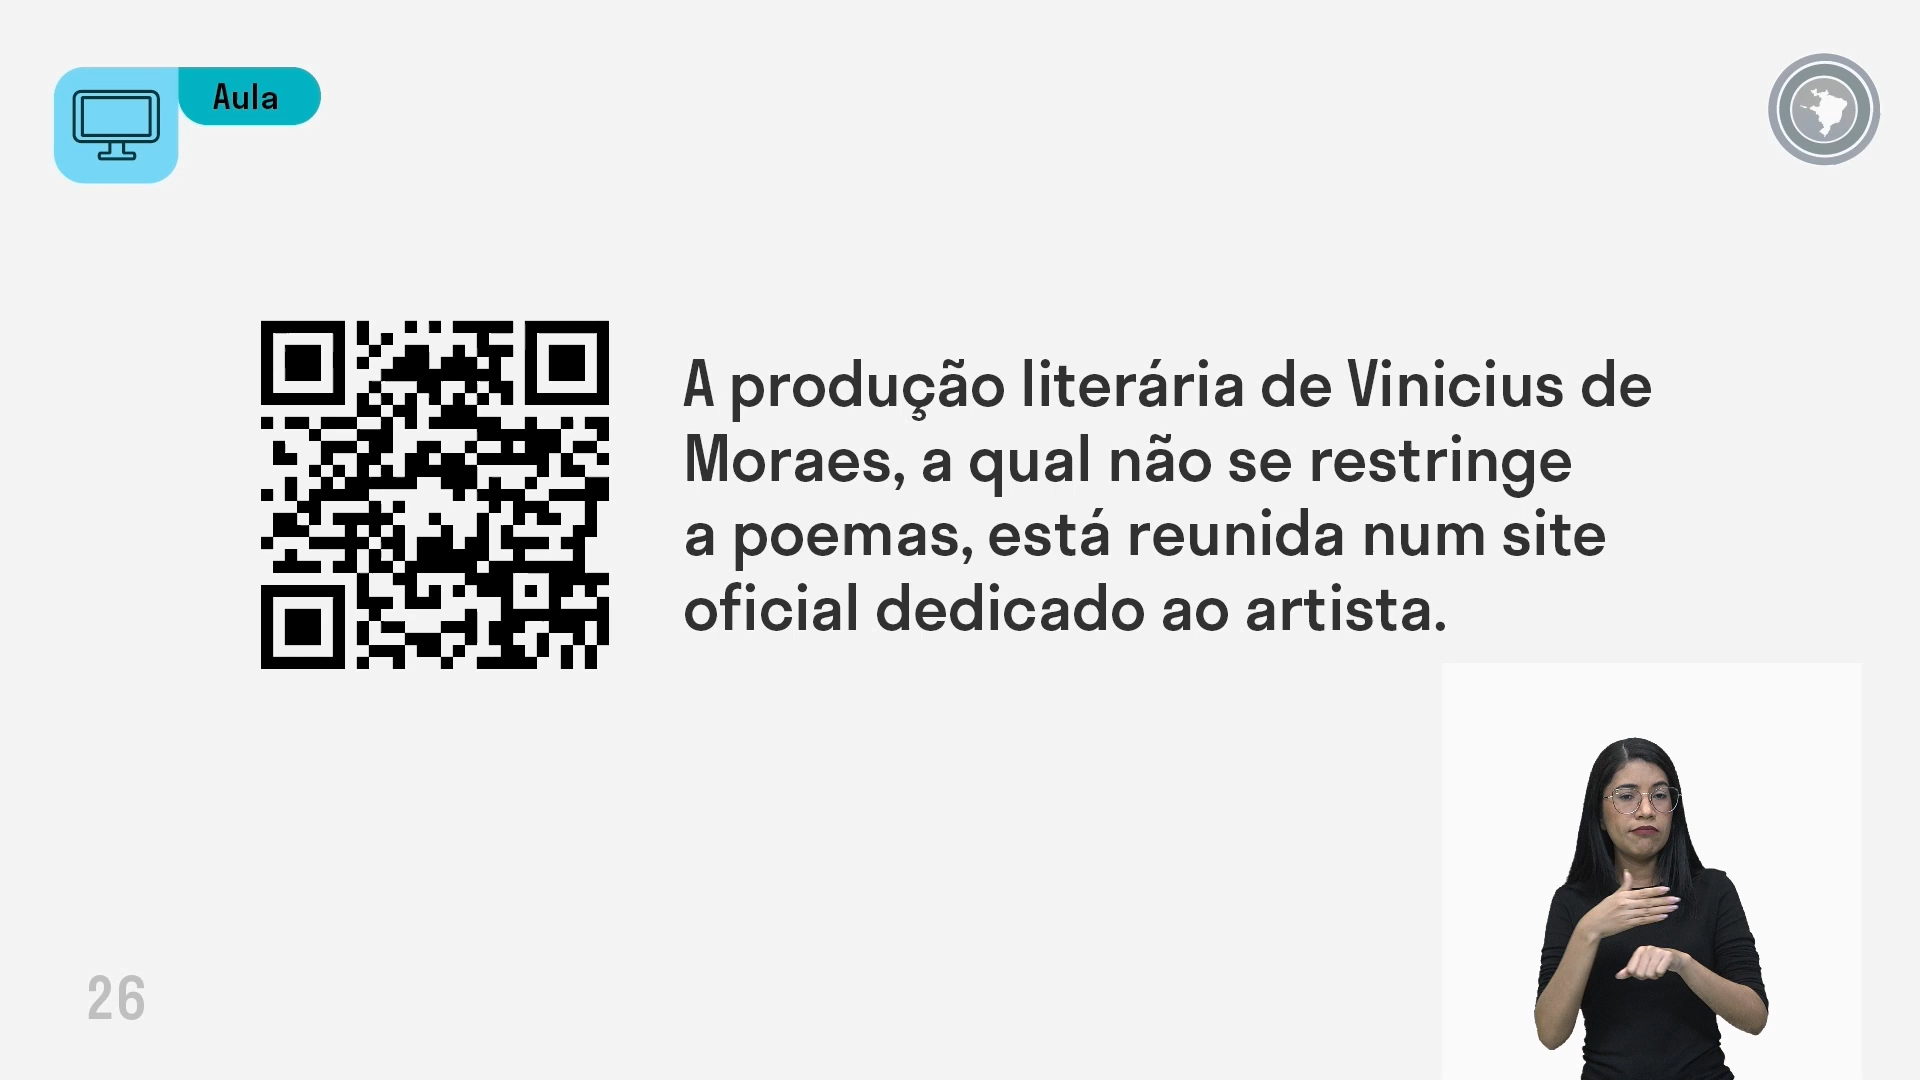 Aula
A produção literária de Vinicius de
Moraes, a qual não se restringe
a poemas, está reunida num site
oficial dedicado ao artista.
26